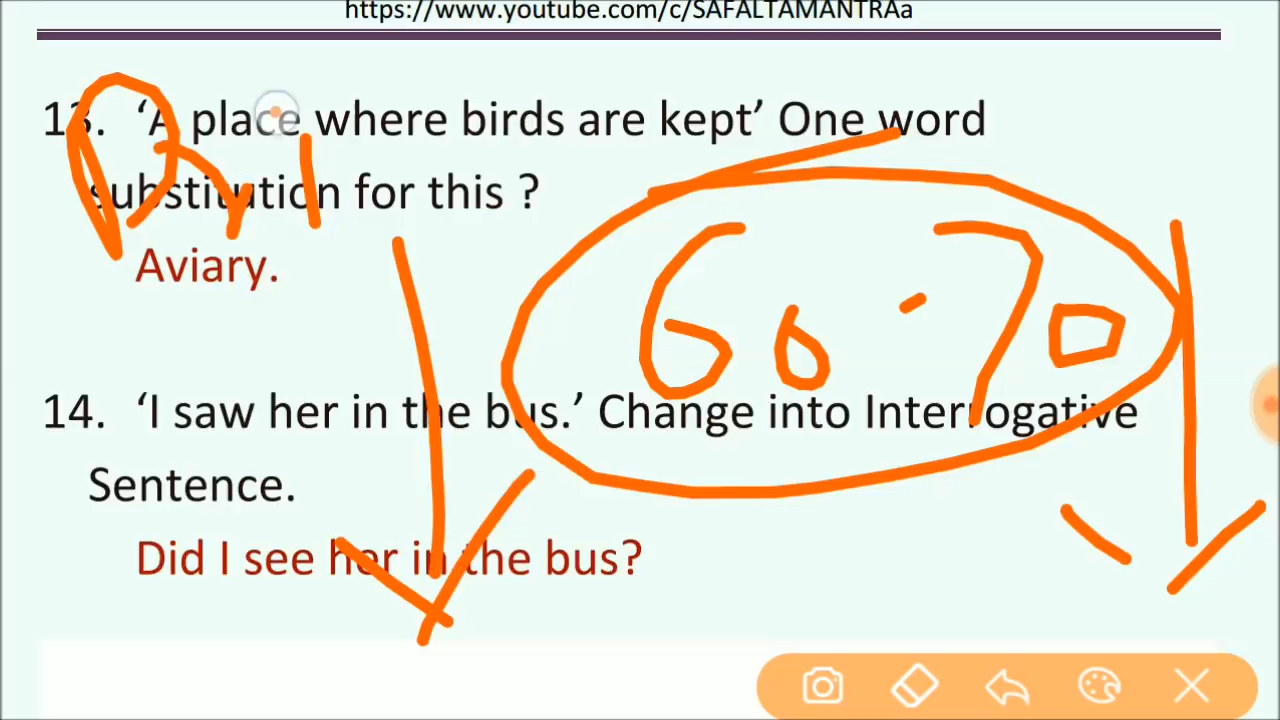 https://www.youtube.com/c/SAFALTAMANTRAa
13. ‘A place where birds are kept’ One word
substitution for this ?
Aviary.
60.70
14. ‘I saw her in the bus.’ Change into Interrogative
Sentence.
Did I see her in the bus?